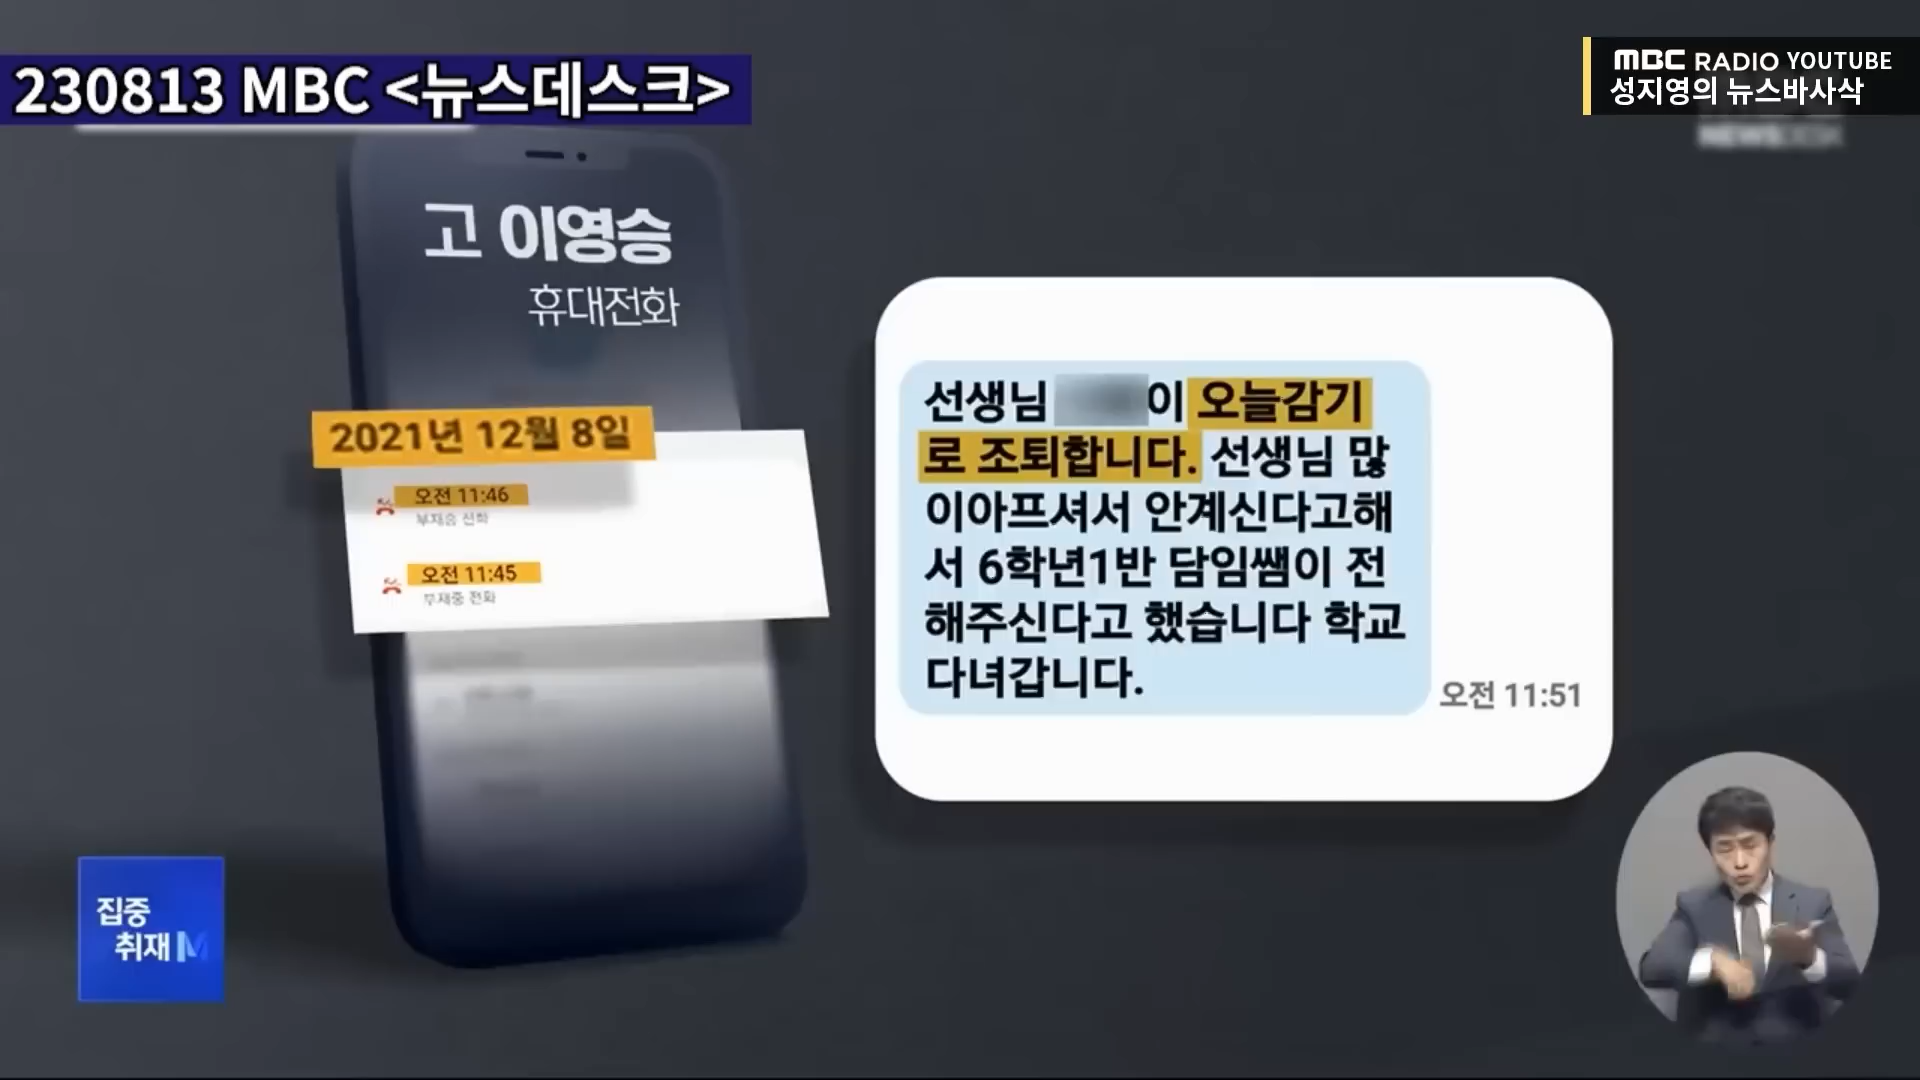 230813 MBC <뉴스데스크>
MBC RADIO YOUTUBE
성지영의 뉴스바사삭
고 이영승
휴대전화
2021년 12월 8일
오전 11:46
부재중 전화
오전 11:45
부재중 전화
선생님 이 오늘감기
로 조퇴합니다. 선생님 많
이아프셔서 안계신다고해
서 6학년1반 담임쌤이 전
해주신다고 했습니다 학교
다녀갑니다.
오전 11:51
집중
취재 M